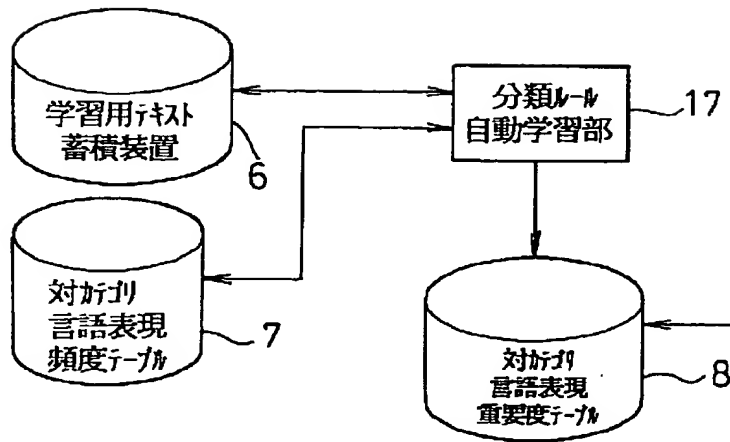 学習用テキスト
蓄積装置
6
分類ルール
自動学習部
17
対カテゴリ
言語表現
頻度テーブル
7
対カテゴリ
言語表現
重要度テーブル
8